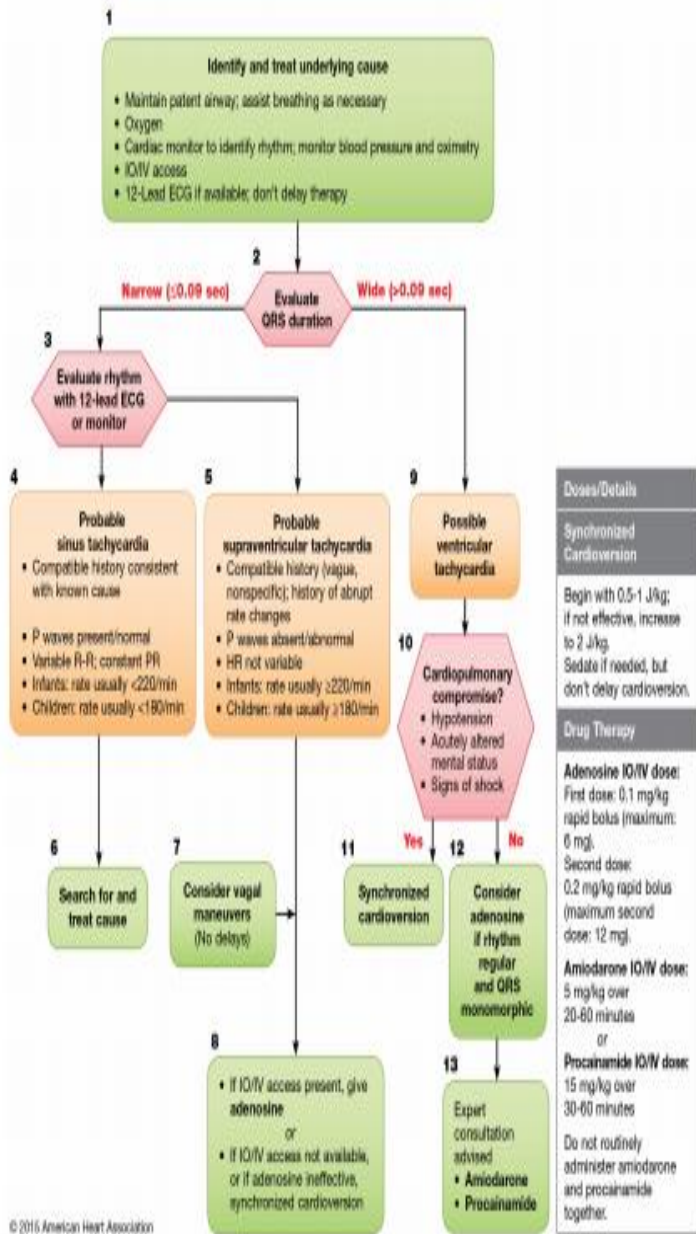 1
Identify and treat underlying cause
• Maintain patent airway; assist breathing as necessary
• Oxygen
• Cardiac monitor to identify rhythm; monitor blood pressure and oximetry
• IO/IV access
• 12-Lead ECG if available; don't delay therapy
2
Narrow (≤0.09 sec)
Evaluate
QRS duration
Wide (>0.09 sec)
3
Evaluate rhythm
with 12-lead ECG
or monitor
4
Probable
sinus tachycardia
• Compatible history consistent
with known cause
• P waves present/normal
• Variable R-R; constant PR
• Infants: rate usually <220/min
• Children: rate usually <180/min
5
Probable
supraventricular tachycardia
• Compatible history (vague,
nonspecific); history of abrupt
rate changes
• P waves absent/abnormal
• HR not variable
• Infants: rate usually ≥220/min
• Children: rate usually ≥180/min
9
Possible
ventricular
tachycardia
10
Cardiopulmonary
compromise?
• Hypotension
• Acutely altered
mental status
• Signs of shock
Yes
No
6
Search for and
treat cause
7
Consider vagal
maneuvers
(No delays)
11
Synchronized
cardioversion
12
Consider
adenosine
if rhythm
regular
and QRS
monomorphic
8
• If IO/IV access present, give
adenosine
or
• If IO/IV access not available,
or if adenosine ineffective,
synchronized cardioversion
13
Expert
consultation
advised
• Amiodarone
• Procainamide
Doses/Details
Synchronized
Cardioversion
Begin with 0.5-1 J/kg;
if not effective, increase
to 2 J/kg.
Sedate if needed, but
don't delay cardioversion.
Drug Therapy
Adenosine IO/IV dose:
First dose: 0.1 mg/kg
rapid bolus (maximum:
6 mg).
Second dose:
0.2 mg/kg rapid bolus
(maximum second
dose: 12 mg).
Amiodarone IO/IV dose:
5 mg/kg over
20-60 minutes
or
Procainamide IO/IV dose:
15 mg/kg over
30-60 minutes
Do not routinely
administer amiodarone
and procainamide
together.
© 2015 American Heart Association